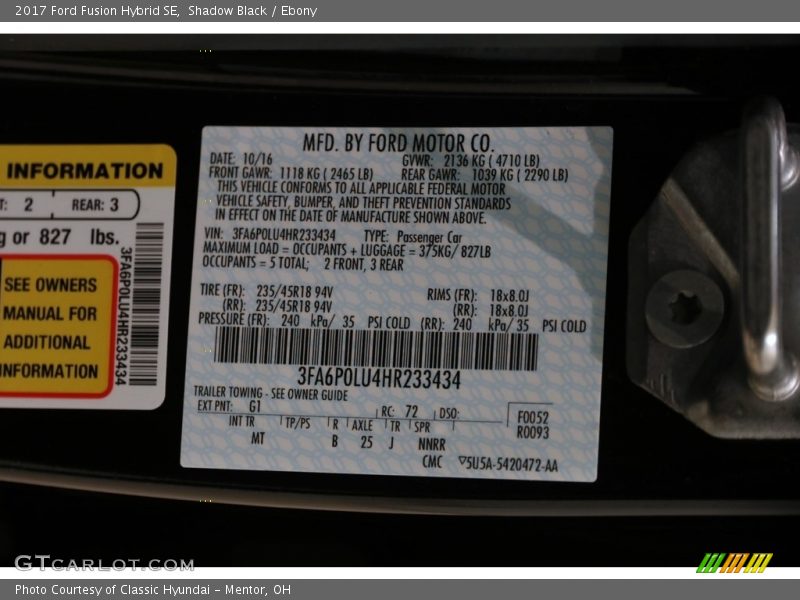 2017 Ford Fusion Hybrid SE, Shadow Black / Ebony
INFORMATION
T: 2 REAR: 3
g or 827 lbs.
SEE OWNERS
MANUAL FOR
ADDITIONAL
INFORMATION
3FA6P0LU4HR233434
MFD. BY FORD MOTOR CO.
DATE: 10/16 GVWR: 2136 KG ( 4710 LB)
FRONT GAWR: 1118 KG ( 2465 LB) REAR GAWR: 1039 KG ( 2290 LB)
THIS VEHICLE CONFORMS TO ALL APPLICABLE FEDERAL MOTOR
VEHICLE SAFETY, BUMPER, AND THEFT PREVENTION STANDARDS
IN EFFECT ON THE DATE OF MANUFACTURE SHOWN ABOVE.
VIN: 3FA6P0LU4HR233434 TYPE: Passenger Car
MAXIMUM LOAD = OCCUPANTS + LUGGAGE = 375KG/ 827LB
OCCUPANTS = 5 TOTAL; 2 FRONT, 3 REAR
TIRE (FR): 235/45R18 94V RIMS (FR): 18x8.0J
(RR): 235/45R18 94V (RR): 18x8.0J
PRESSURE (FR): 240 kPa/ 35 PSI COLD (RR): 240 kPa/ 35 PSI COLD
3FA6P0LU4HR233434
TRAILER TOWING - SEE OWNER GUIDE
EXT PNT: G1 RC: 72 DSO: F0052
INT TR TP/PS R AXLE TR SPR R0093
MT B 25 J NNRR
CMC ▽5U5A-5420472-AA
GTCARLOT.COM
Photo Courtesy of Classic Hyundai - Mentor, OH